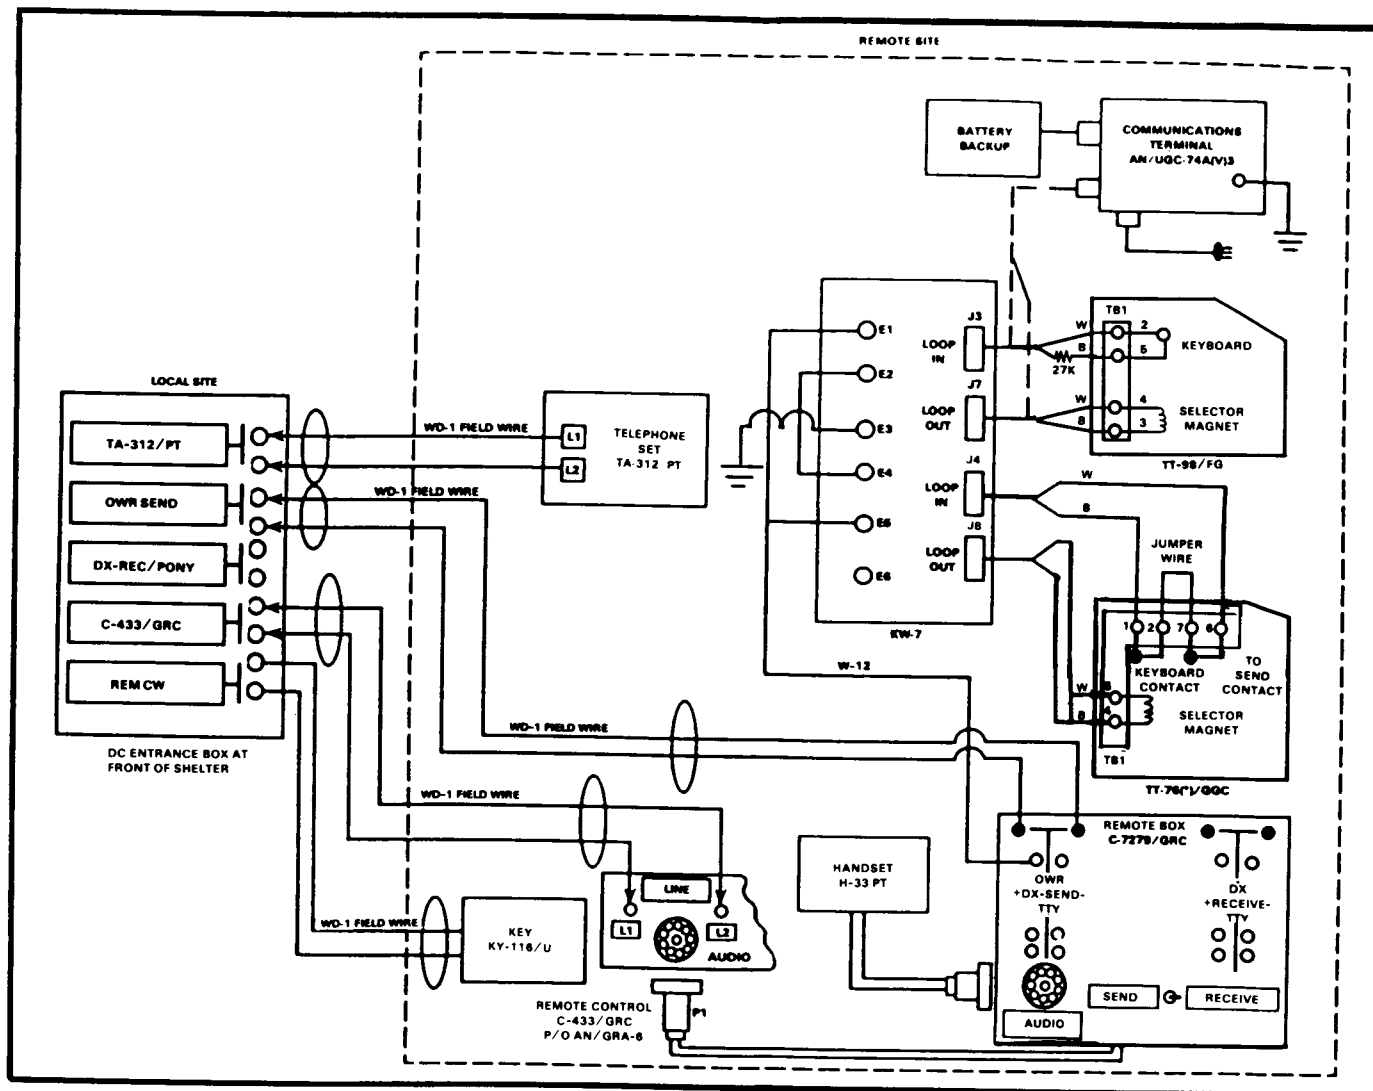 REMOTE SITE
BATTERY
BACKUP
COMMUNICATIONS
TERMINAL
AN/UGC-74A(V)3
LOCAL SITE
TA-312/PT
OWR SEND
DX-REC/PONY
C-433/GRC
REM CW
DC ENTRANCE BOX AT
FRONT OF SHELTER
WD-1 FIELD WIRE
WD-1 FIELD WIRE
L1
L2
TELEPHONE
SET
TA-312 PT
E1
E2
E3
E4
E5
E6
J3
LOOP
IN
J7
LOOP
OUT
J4
LOOP
IN
J8
LOOP
OUT
KW-7
W
B
27K
W
B
TB1
2
5
KEYBOARD
4
3
SELECTOR
MAGNET
TT-98/FG
W
B
JUMPER
WIRE
1
2
7
6
KEYBOARD
CONTACT
TO
SEND
CONTACT
W
B
5
4
SELECTOR
MAGNET
TB1
TT-76(*)/GGC
W-12
WD-1 FIELD WIRE
WD-1 FIELD WIRE
WD-1 FIELD WIRE
KEY
KY-116/U
LINE
L1
L2
AUDIO
REMOTE CONTROL
C-433/GRC
P/O AN/GRA-6
P1
HANDSET
H-33 PT
REMOTE BOX
C-7279/GRC
OWR
+DX-SEND-
TTY
DX
+RECEIVE-
TTY
SEND
RECEIVE
AUDIO